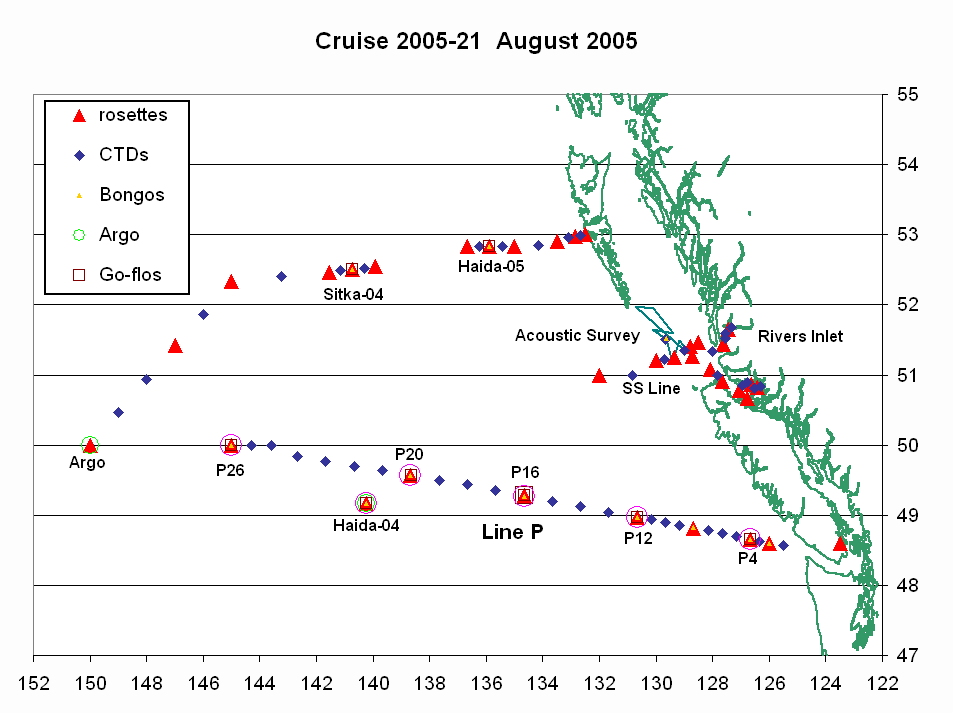 Cruise 2005-21 August 2005
rosettes
CTDs
Bongos
Argo
Go-flos
55
54
53
52
51
50
49
48
47
Haida-05
Sitka-04
Acoustic Survey
Rivers Inlet
SS Line
Argo
P26
P20
P16
Haida-04
Line P
P12
P4
152 150 148 146 144 142 140 138 136 134 132 130 128 126 124 122